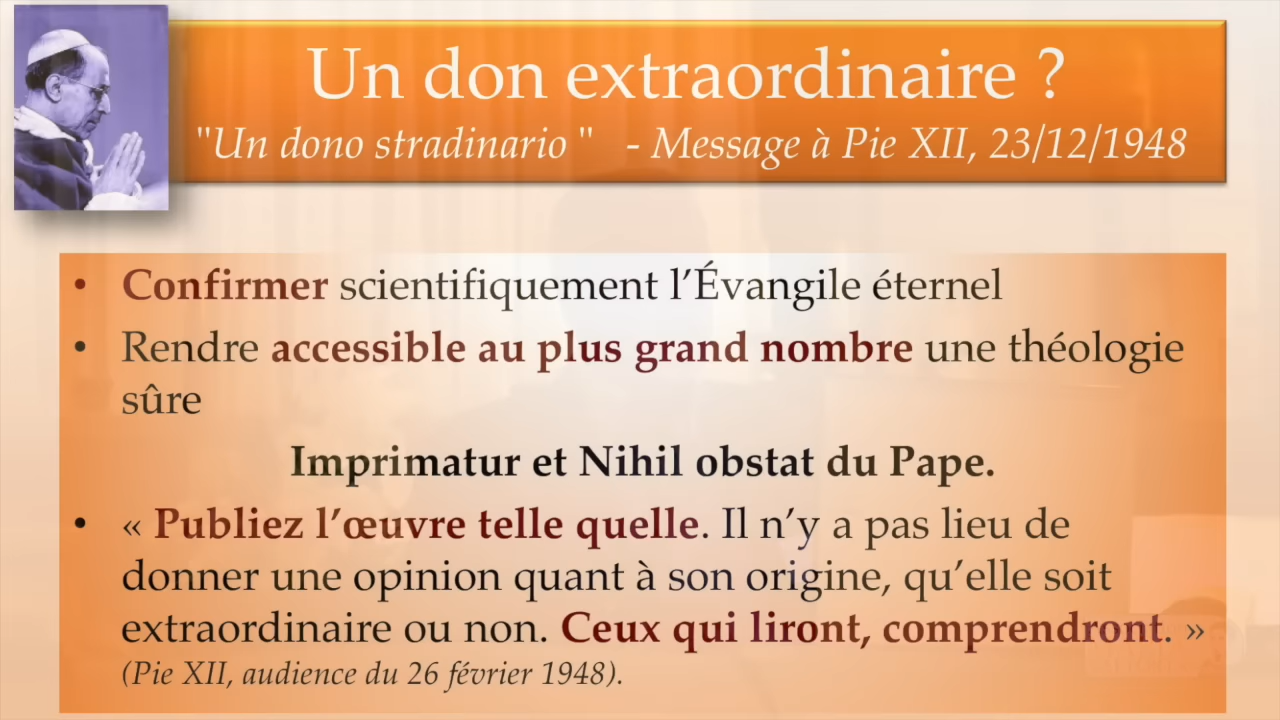 Un don extraordinaire ?
"Un dono stradinario " - Message à Pie XII, 23/12/1948
• Confirmer scientifiquement l’Évangile éternel
• Rendre accessible au plus grand nombre une théologie
sûre
Imprimatur et Nihil obstat du Pape.
• « Publiez l’œuvre telle quelle. Il n’y a pas lieu de
donner une opinion quant à son origine, qu’elle soit
extraordinaire ou non. Ceux qui liront, comprendront. »
(Pie XII, audience du 26 février 1948).